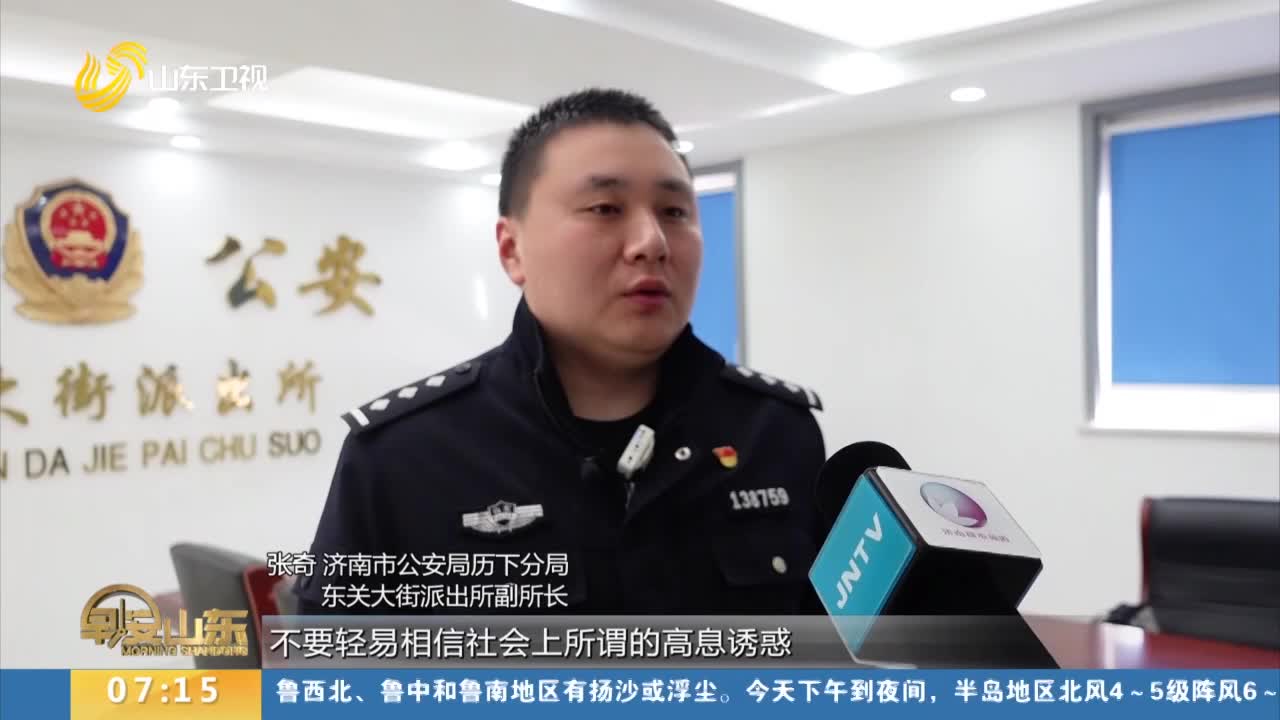 山东卫视
公安
大街派出所
N DA JIE PAI CHU SUO
138759
JNTV
张奇 济南市公安局历下分局
东关大街派出所副所长
早安山东
MORNING SHANDONG
不要轻易相信社会上所谓的高息诱惑
07:15
鲁西北、鲁中和鲁南地区有扬沙或浮尘。今天下午到夜间，半岛地区北风4～5级阵风6～